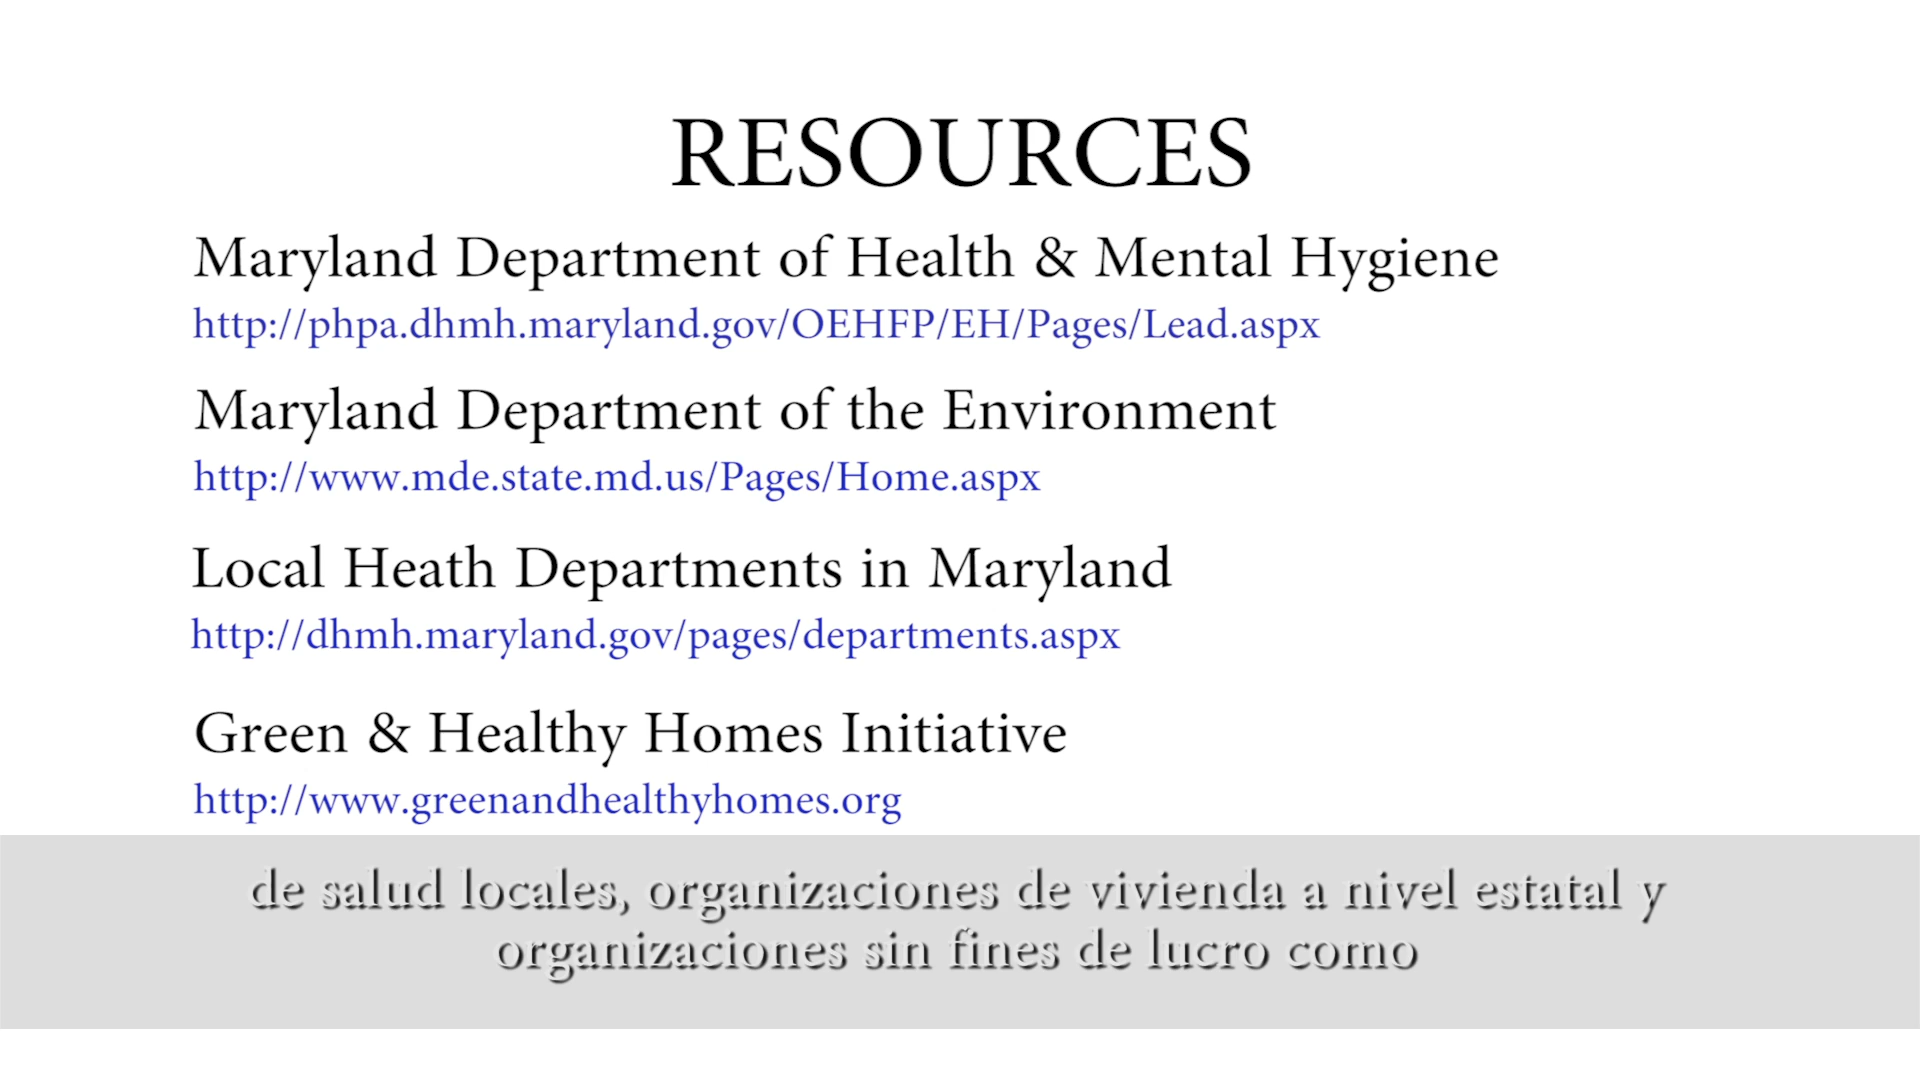 RESOURCES
Maryland Department of Health & Mental Hygiene
http://phpa.dhmh.maryland.gov/OEHFP/EH/Pages/Lead.aspx
Maryland Department of the Environment
http://www.mde.state.md.us/Pages/Home.aspx
Local Heath Departments in Maryland
http://dhmh.maryland.gov/pages/departments.aspx
Green & Healthy Homes Initiative
http://www.greenandhealthyhomes.org
de salud locales, organizaciones de vivienda a nivel estatal y
organizaciones sin fines de lucro como